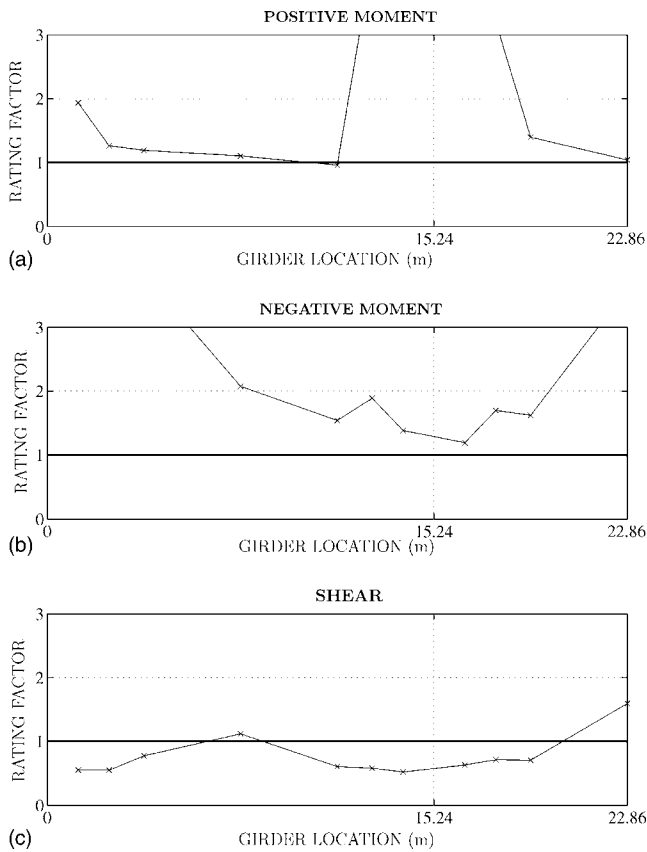 POSITIVE MOMENT
3
2
1
0
RATING FACTOR
0
15.24
22.86
(a)
GIRDER LOCATION (m)
NEGATIVE MOMENT
3
2
1
0
RATING FACTOR
0
15.24
22.86
(b)
GIRDER LOCATION (m)
SHEAR
3
2
1
0
RATING FACTOR
0
15.24
22.86
(c)
GIRDER LOCATION (m)